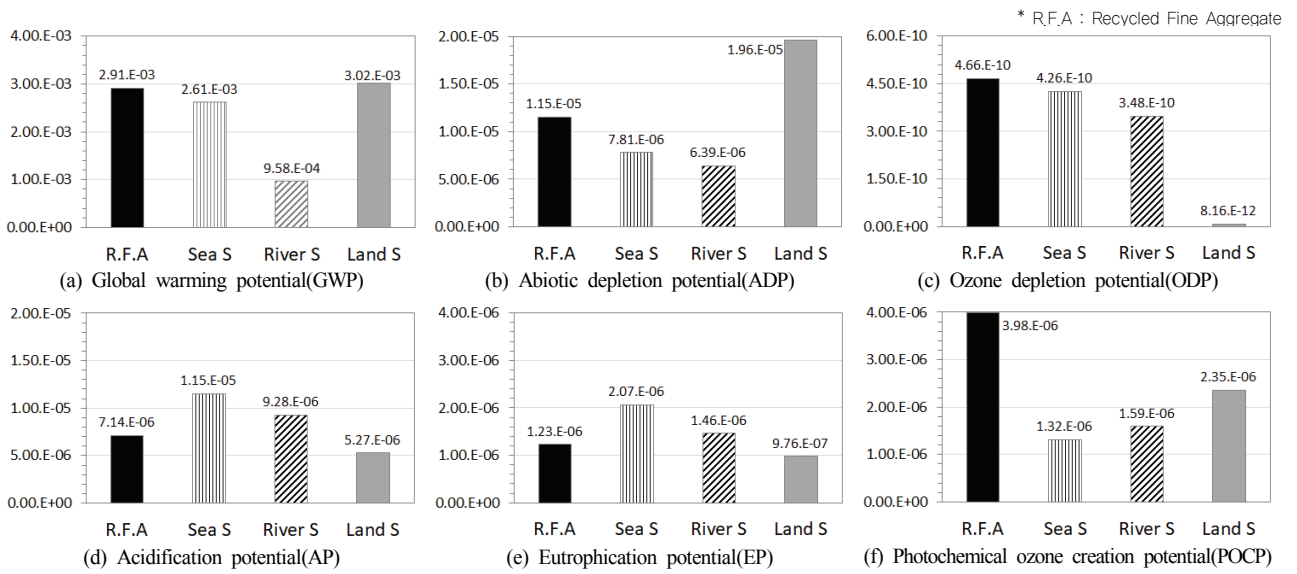 * R.F.A : Recycled Fine Aggregate
4.00.E-03
3.00.E-03
2.00.E-03
1.00.E-03
0.00.E+00
2.91.E-03
2.61.E-03
9.58.E-04
3.02.E-03
R.F.A Sea S River S Land S
(a) Global warming potential(GWP)
2.00.E-05
1.50.E-05
1.00.E-05
5.00.E-06
0.00.E+00
1.15.E-05
7.81.E-06
6.39.E-06
1.96.E-05
R.F.A Sea S River S Land S
(b) Abiotic depletion potential(ADP)
6.00.E-10
4.50.E-10
3.00.E-10
1.50.E-10
0.00.E+00
4.66.E-10
4.26.E-10
3.48.E-10
8.16.E-12
R.F.A Sea S River S Land S
(c) Ozone depletion potential(ODP)
2.00.E-05
1.50.E-05
1.00.E-05
5.00.E-06
0.00.E+00
7.14.E-06
1.15.E-05
9.28.E-06
5.27.E-06
R.F.A Sea S River S Land S
(d) Acidification potential(AP)
4.00.E-06
3.00.E-06
2.00.E-06
1.00.E-06
0.00.E+00
1.23.E-06
2.07.E-06
1.46.E-06
9.76.E-07
R.F.A Sea S River S Land S
(e) Eutrophication potential(EP)
4.00.E-06
3.00.E-06
2.00.E-06
1.00.E-06
0.00.E+00
3.98.E-06
1.32.E-06
1.59.E-06
2.35.E-06
R.F.A Sea S River S Land S
(f) Photochemical ozone creation potential(POCP)